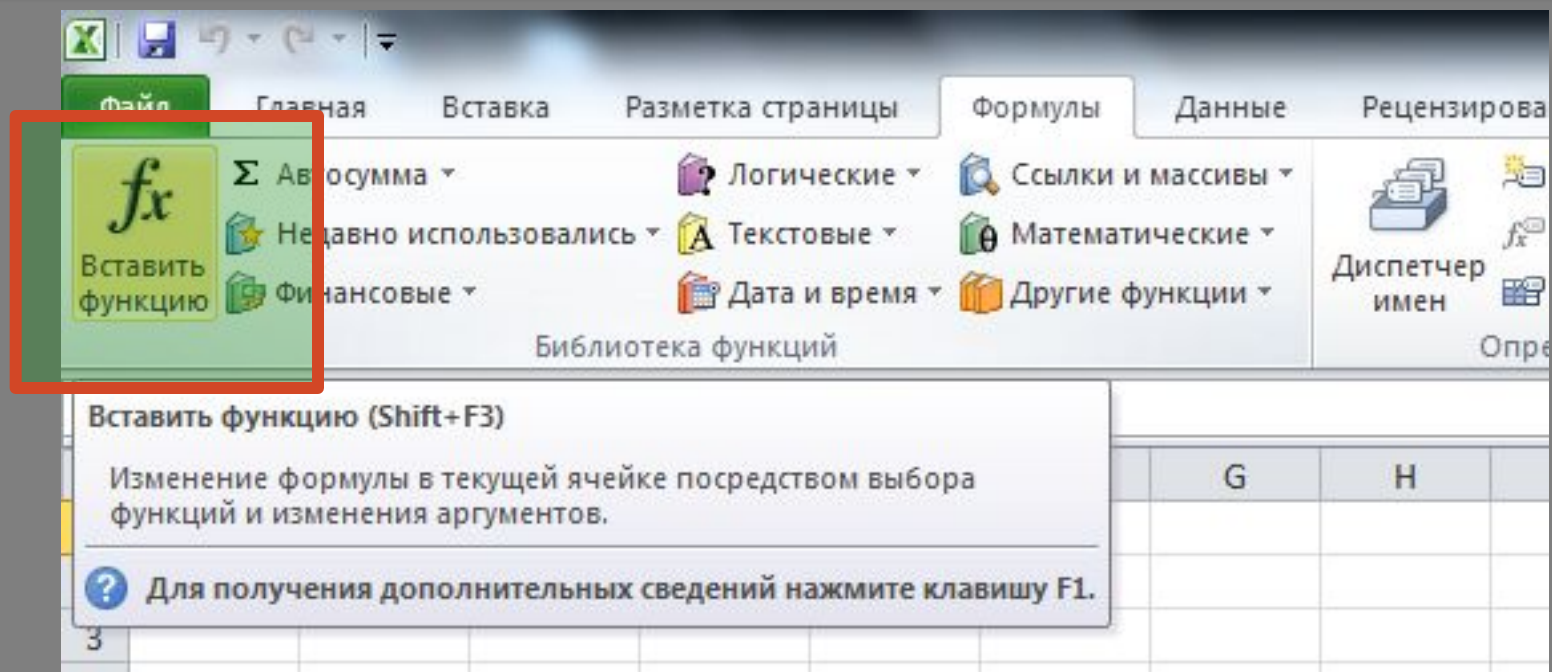 Файл Главная Вставка Разметка страницы Формулы Данные Рецензирова
fx Σ Автосумма Логические Ссылки и массивы
Вставить функцию Недавно использовались Текстовые Математические Диспетчер имен
Финансовые Дата и время Другие функции
Библиотека функций Опре
Вставить функцию (Shift+F3)
Изменение формулы в текущей ячейке посредством выбора
функций и изменения аргументов.
Для получения дополнительных сведений нажмите клавишу F1.
G H
3